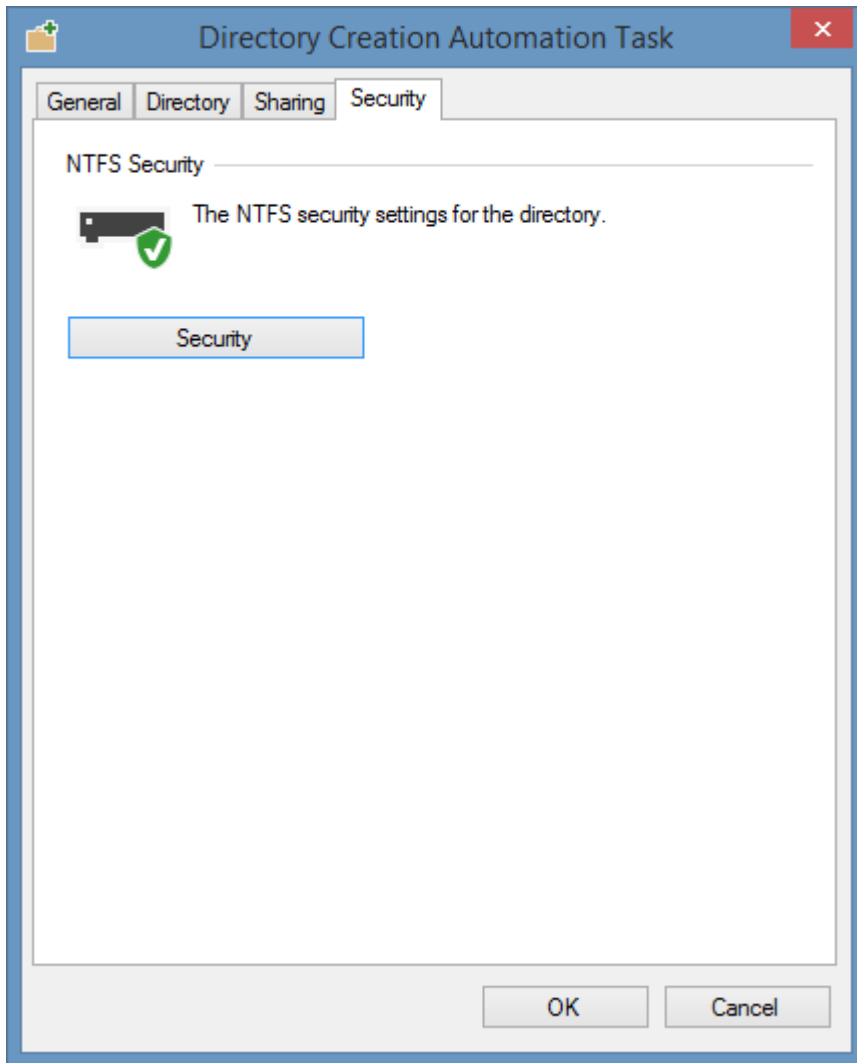 Directory Creation Automation Task
General Directory Sharing Security
NTFS Security
The NTFS security settings for the directory.
Security
OK Cancel